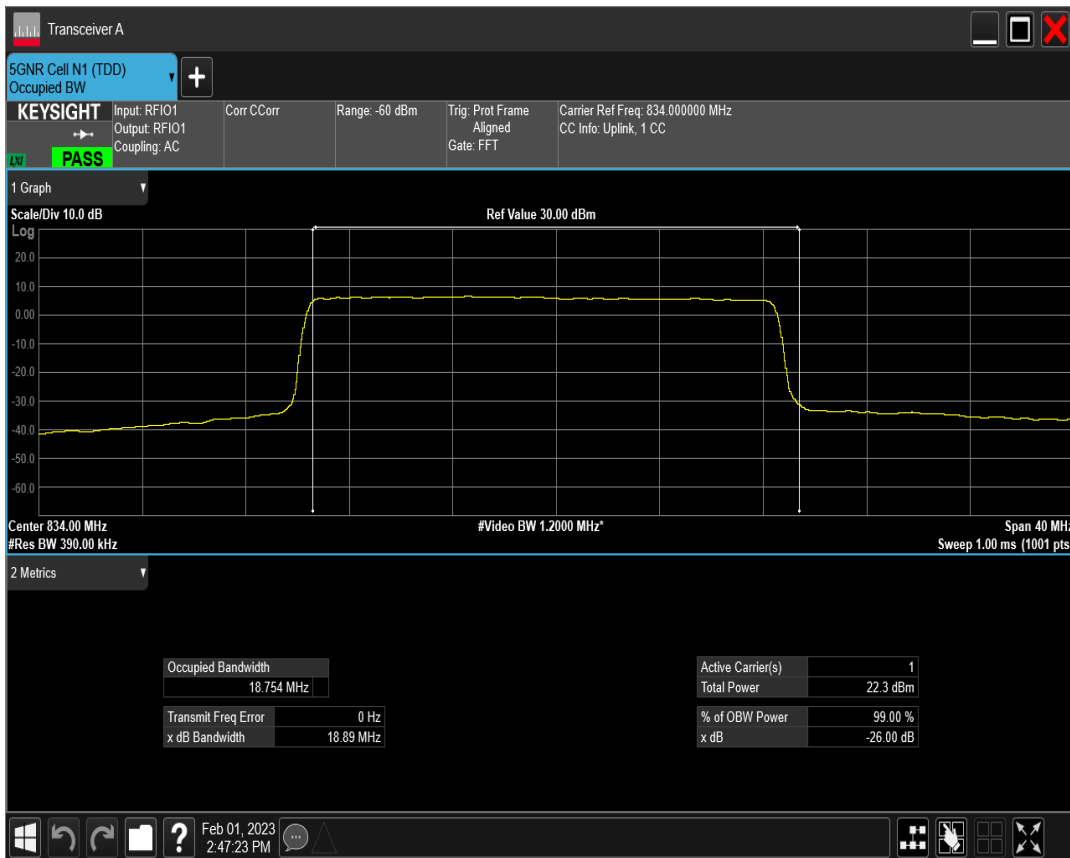 Transceiver A
5GNR Cell N1 (TDD)
Occupied BW
+
KEYSIGHT
LXI
PASS
Input: RFIO1
Output: RFIO1
Coupling: AC
Corr CCorr
Range: -60 dBm
Trig: Prot Frame
Aligned
Gate: FFT
Carrier Ref Freq: 834.000000 MHz
CC Info: Uplink, 1 CC
1 Graph
Scale/Div 10.0 dB
Ref Value 30.00 dBm
Log
20.0
10.0
0.00
-10.0
-20.0
-30.0
-40.0
-50.0
-60.0
Center 834.00 MHz
#Video BW 1.2000 MHz*
Span 40 MHz
#Res BW 390.00 kHz
Sweep 1.00 ms (1001 pts
2 Metrics
Occupied Bandwidth
18.754 MHz
Transmit Freq Error 0 Hz
x dB Bandwidth 18.89 MHz
Active Carrier(s) 1
Total Power 22.3 dBm
% of OBW Power 99.00 %
x dB -26.00 dB
?
Feb 01, 2023
2:47:23 PM